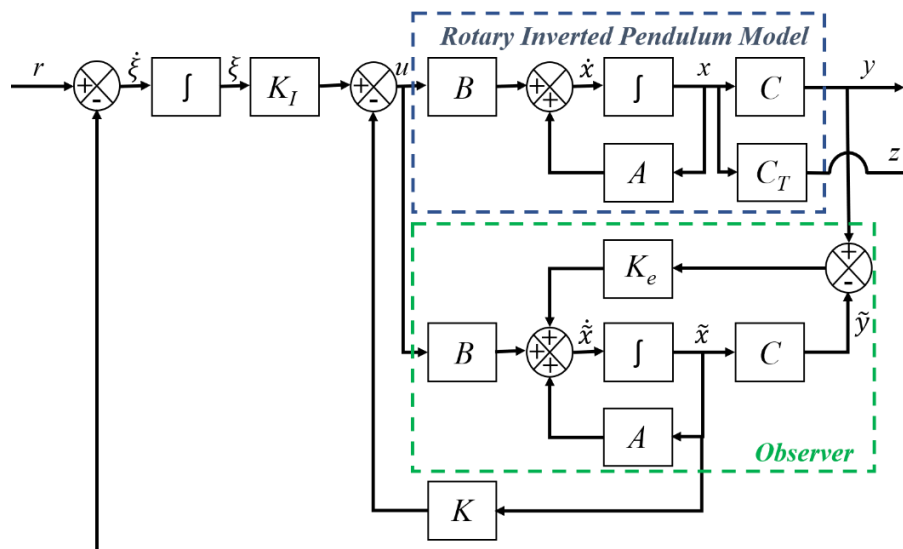 Rotary Inverted Pendulum Model
r
+
-
ξ̇
∫
ξ
K_I
+
-
u
B
+
+
ẋ
∫
x
C
y
A
C_T
z
K_e
+
-
ỹ
B
+
+
+
x̃̇
∫
x̃
C
A
Observer
K